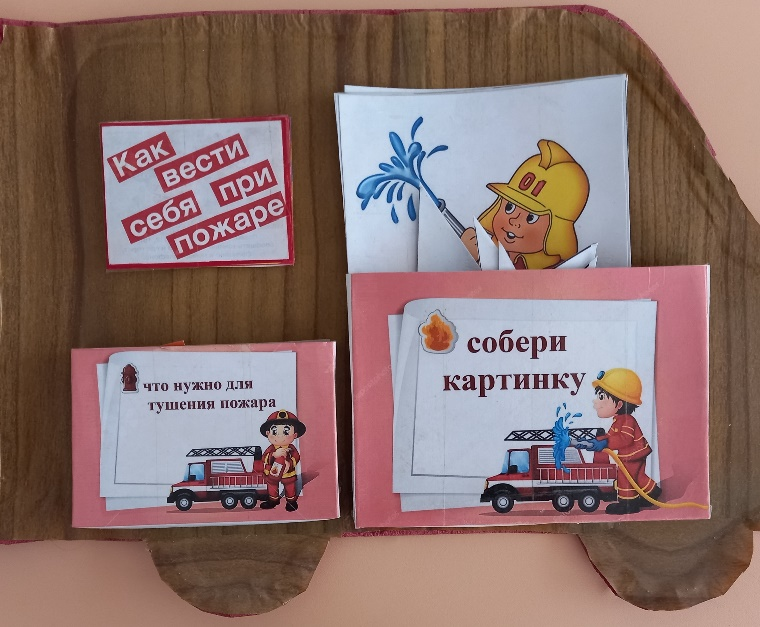 Как
вести
себя при
пожаре
01
что нужно для
тушения пожара
собери
картинку